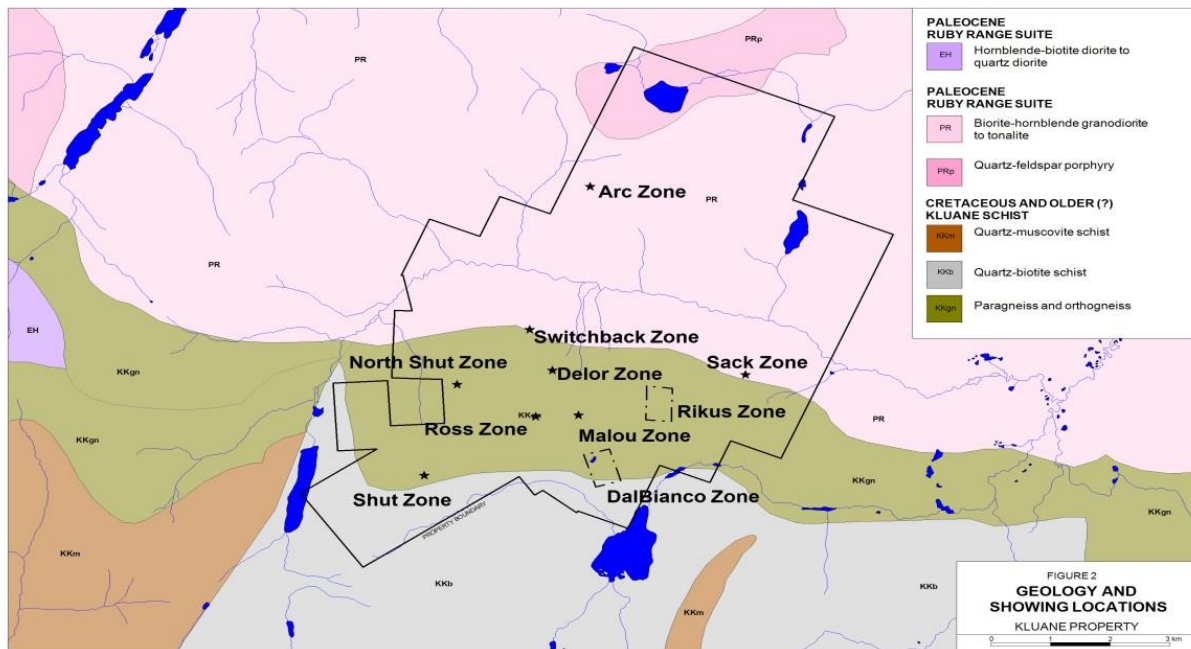 PALEOCENE
RUBY RANGE SUITE
EH
Hornblende-biotite diorite to
quartz diorite
PALEOCENE
RUBY RANGE SUITE
PR
Biorite-hornblende granodiorite
to tonalite
PRp
Quartz-feldspar porphyry
CRETACEOUS AND OLDER (?)
KLUANE SCHIST
KKm
Quartz-muscovite schist
KKb
Quartz-biotite schist
KKgn
Paragneiss and orthogneiss
PR
PRp
Arc Zone
PR
PR
EH
Switchback Zone
North Shut Zone
Delor Zone
Sack Zone
KKgn
Rikus Zone
PR
Ross Zone
Malou Zone
KKgn
Shut Zone
DalBianco Zone
KKgn
PROPERTY BOUNDARY
KKgn
KKm
KKb
KKb
KKm
FIGURE 2
GEOLOGY AND
SHOWING LOCATIONS
KLUANE PROPERTY
0 1 2 3 km